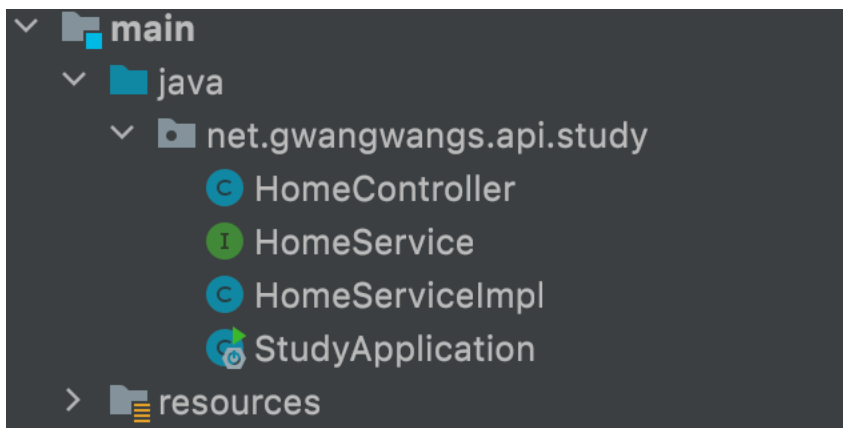 main
java
net.gwangwangs.api.study
C HomeController
I HomeService
C HomeServiceImpl
C StudyApplication
resources